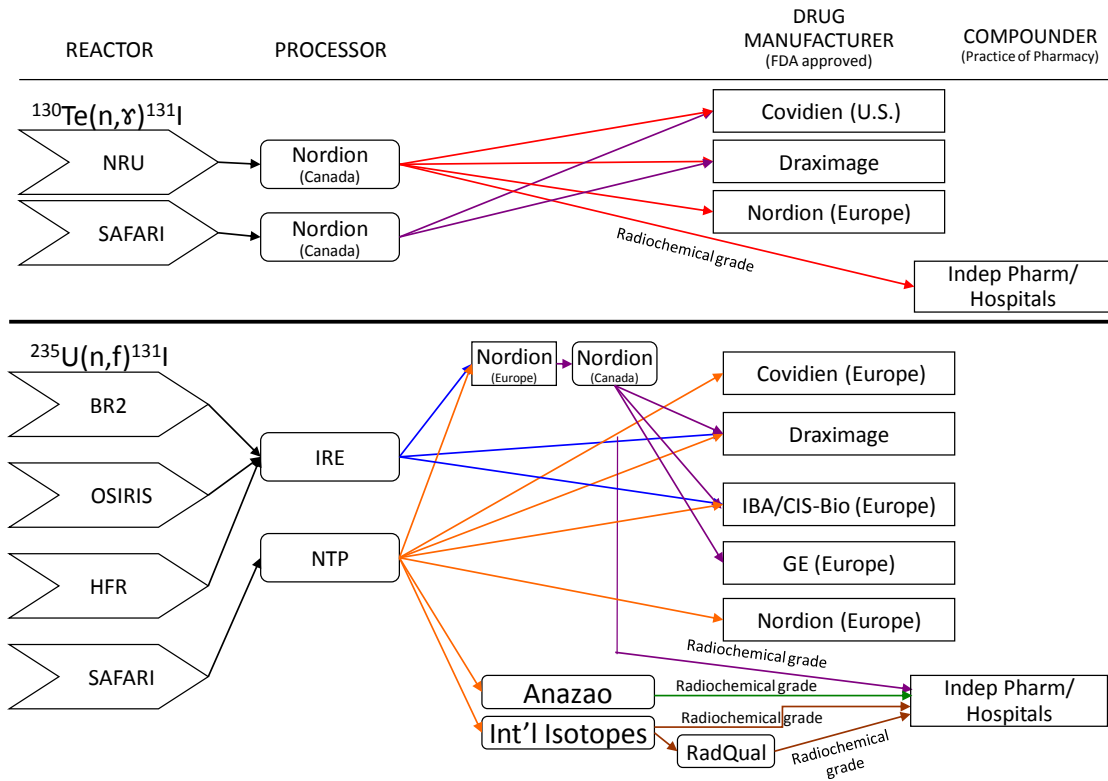 REACTOR
PROCESSOR
DRUG
MANUFACTURER
(FDA approved)
COMPOUNDER
(Practice of Pharmacy)
¹³⁰Te(n,ɤ)¹³¹I
NRU
SAFARI
Nordion
(Canada)
Nordion
(Canada)
Covidien (U.S.)
Draximage
Nordion (Europe)
Radiochemical grade
Indep Pharm/
Hospitals
²³⁵U(n,f)¹³¹I
BR2
OSIRIS
HFR
SAFARI
IRE
NTP
Nordion
(Europe)
Nordion
(Canada)
Covidien (Europe)
Draximage
IBA/CIS-Bio (Europe)
GE (Europe)
Nordion (Europe)
Radiochemical grade
Anazao
Radiochemical grade
Int'l Isotopes
Radiochemical grade
RadQual
Radiochemical grade
Indep Pharm/
Hospitals